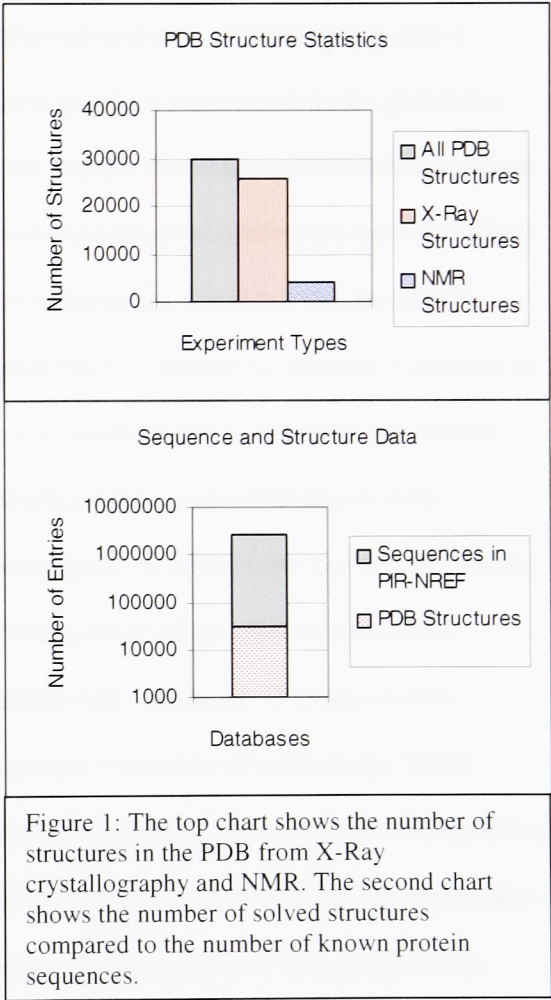 PDB Structure Statistics
Number of Structures
40000
30000
20000
10000
0
Experiment Types
All PDB
Structures
X-Ray
Structures
NMR
Structures
Sequence and Structure Data
Number of Entries
10000000
1000000
100000
10000
1000
Databases
Sequences in
PIR-NREF
PDB Structures
Figure 1: The top chart shows the number of
structures in the PDB from X-Ray
crystallography and NMR. The second chart
shows the number of solved structures
compared to the number of known protein
sequences.